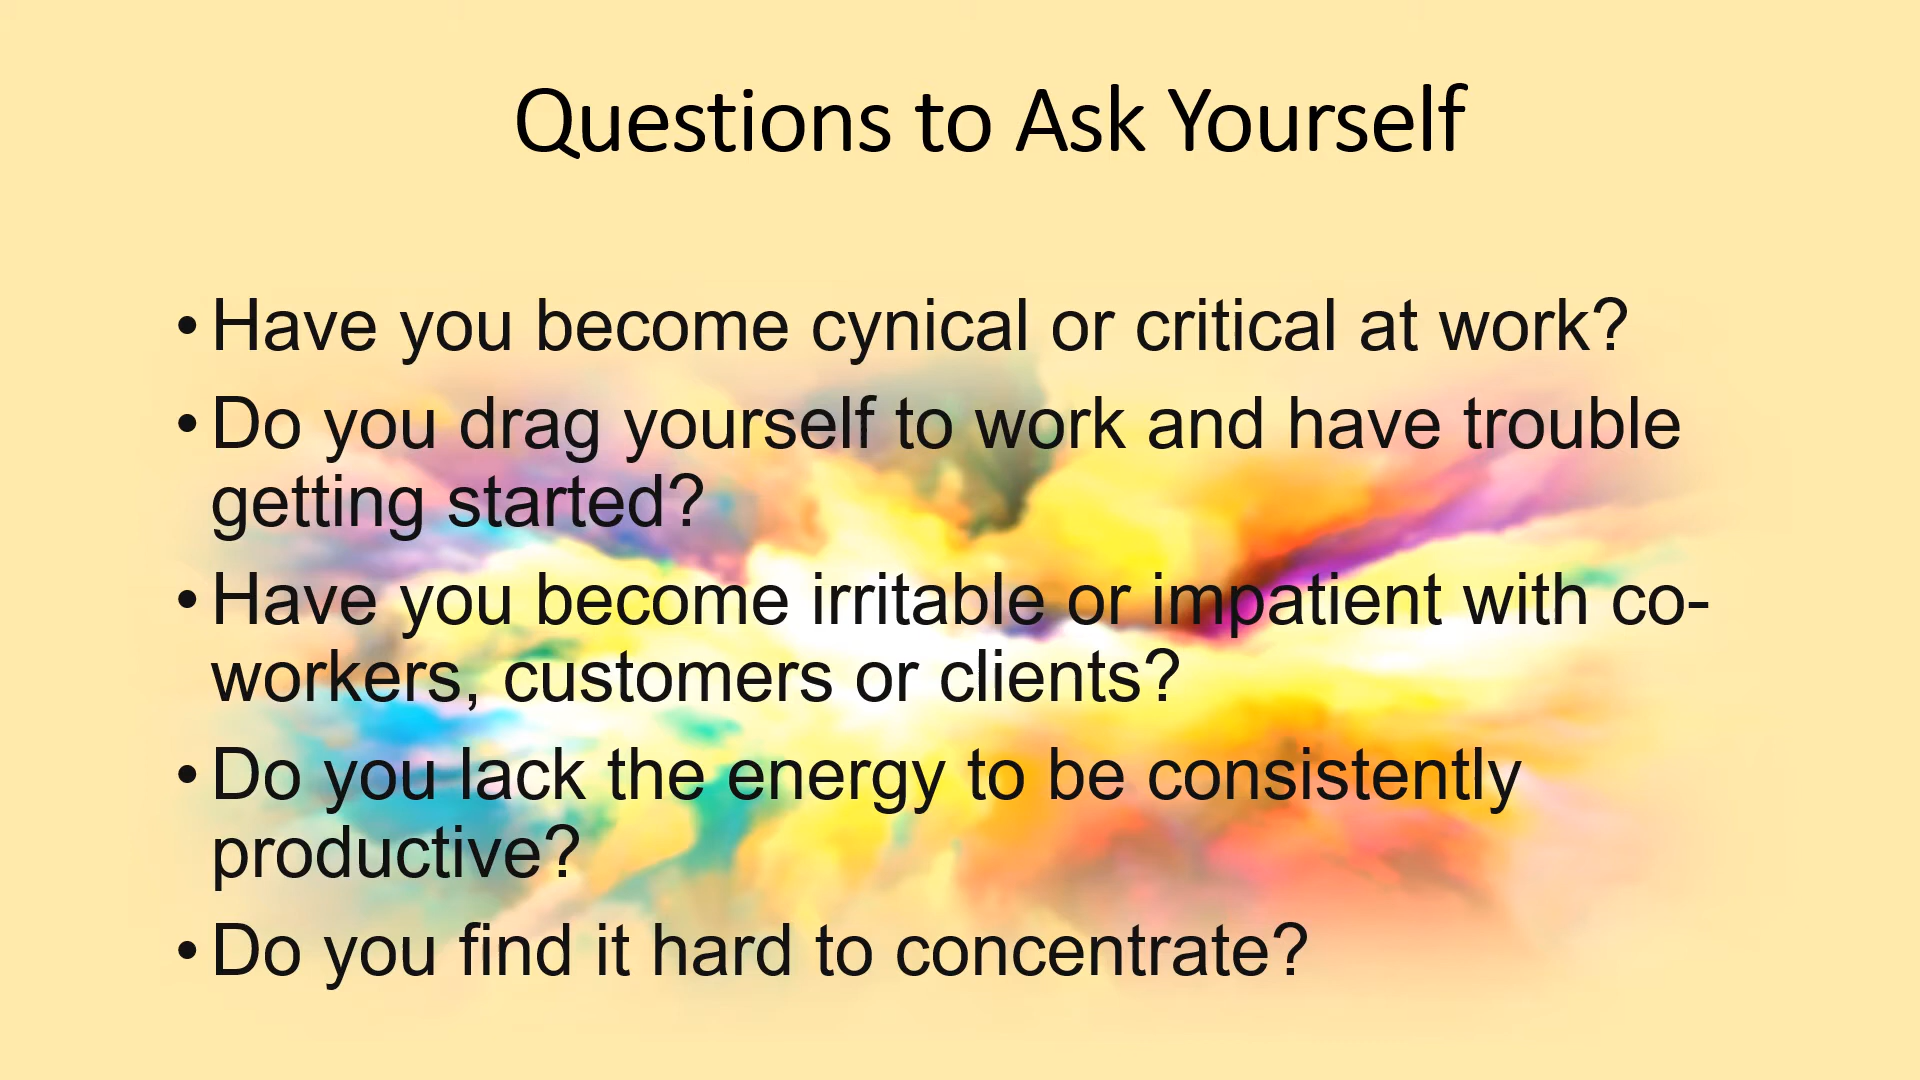 Questions to Ask Yourself
• Have you become cynical or critical at work?
• Do you drag yourself to work and have trouble
getting started?
• Have you become irritable or impatient with co-
workers, customers or clients?
• Do you lack the energy to be consistently
productive?
• Do you find it hard to concentrate?